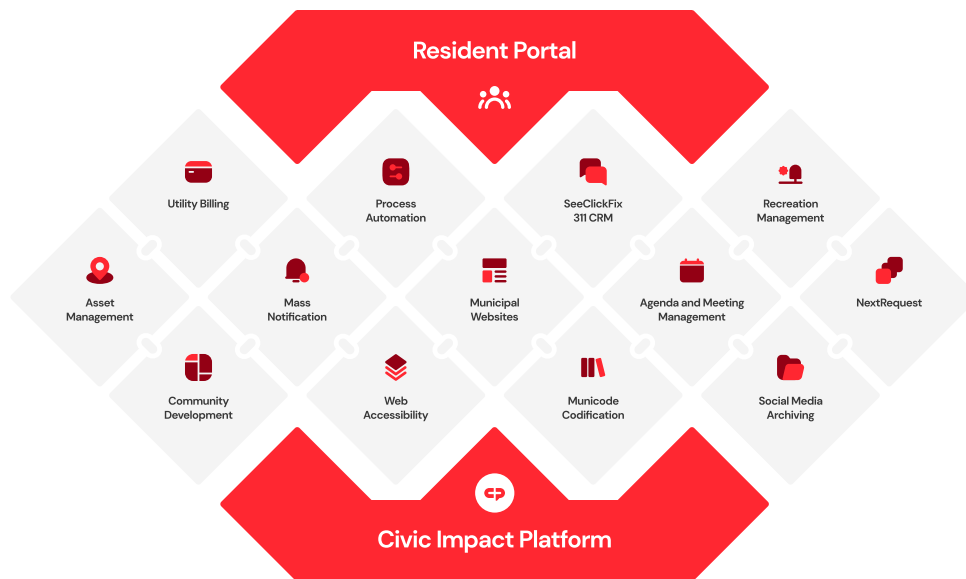 Resident Portal
Utility Billing
Process
Automation
SeeClickFix
311 CRM
Recreation
Management
Asset
Management
Mass
Notification
Municipal
Websites
Agenda and Meeting
Management
NextRequest
Community
Development
Web
Accessibility
Municode
Codification
Social Media
Archiving
Civic Impact Platform